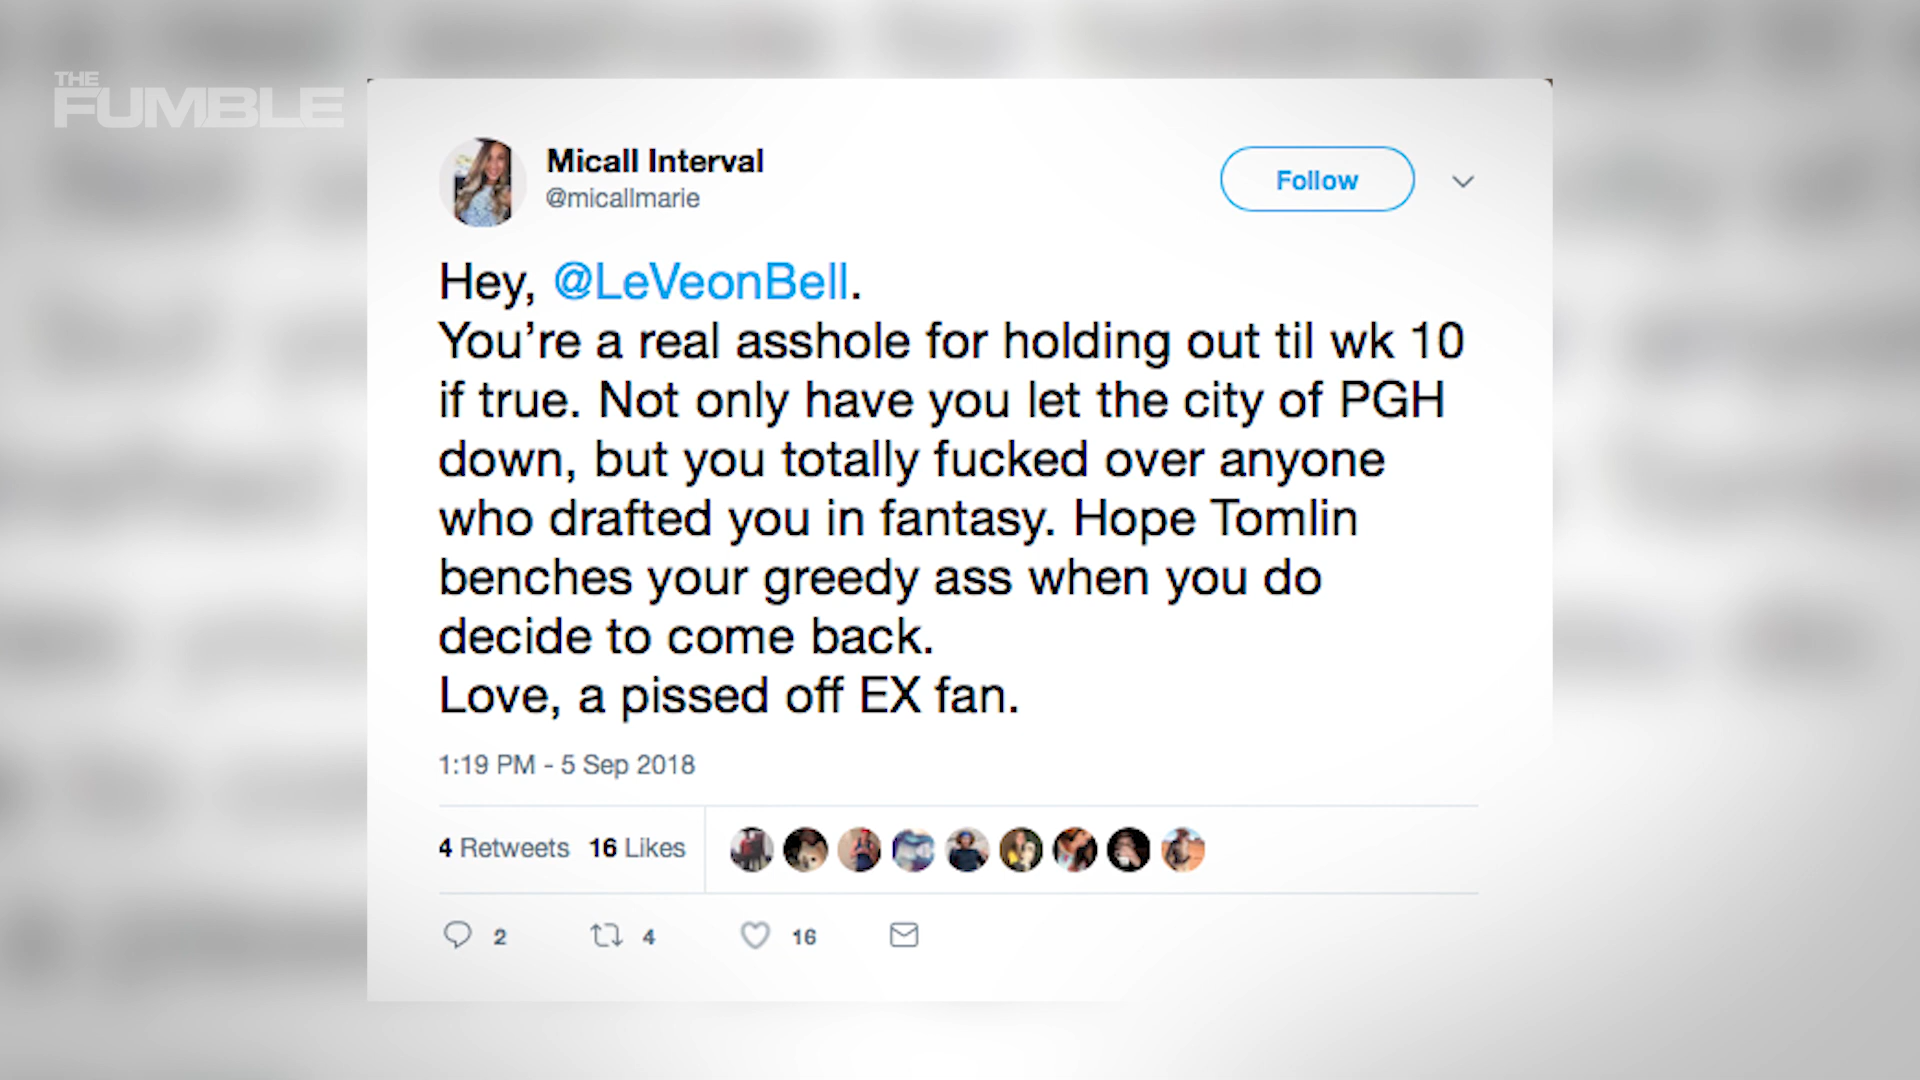 THE
FUMBLE
Micall Interval
@micallmarie
Follow
Hey, @LeVeonBell.
You’re a real asshole for holding out til wk 10
if true. Not only have you let the city of PGH
down, but you totally fucked over anyone
who drafted you in fantasy. Hope Tomlin
benches your greedy ass when you do
decide to come back.
Love, a pissed off EX fan.
1:19 PM - 5 Sep 2018
4 Retweets 16 Likes
2 4 16